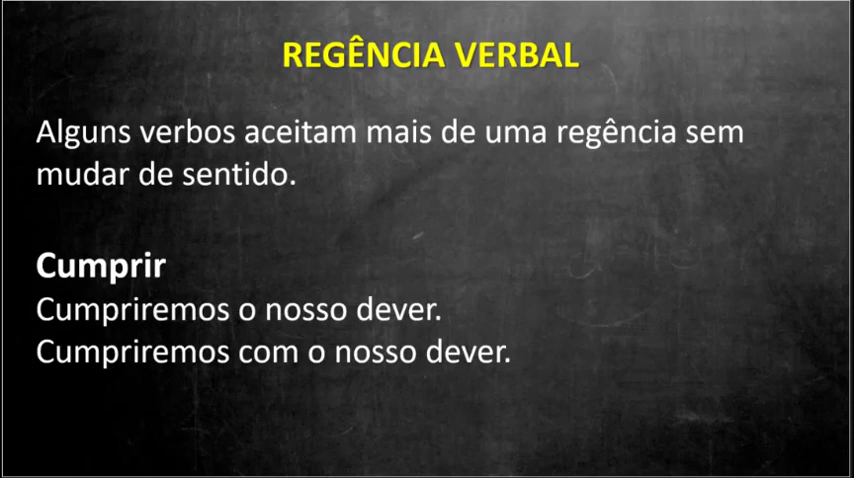 REGÊNCIA VERBAL
Alguns verbos aceitam mais de uma regência sem
mudar de sentido.
Cumprir
Cumpriremos o nosso dever.
Cumpriremos com o nosso dever.